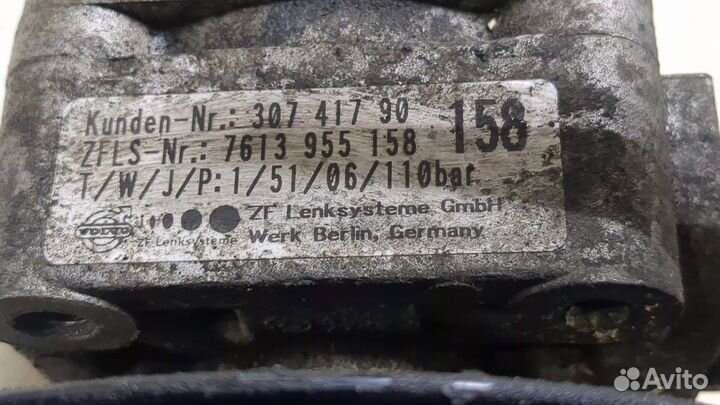 Kunden-Nr.: 307 417 90
158
ZFLS-Nr.: 7613 955 158
T/W/J/P: 1/51/06/110bar
VOLVO
ZF Lenksysteme
ZF Lenksysteme GmbH
Werk Berlin, Germany
Avito